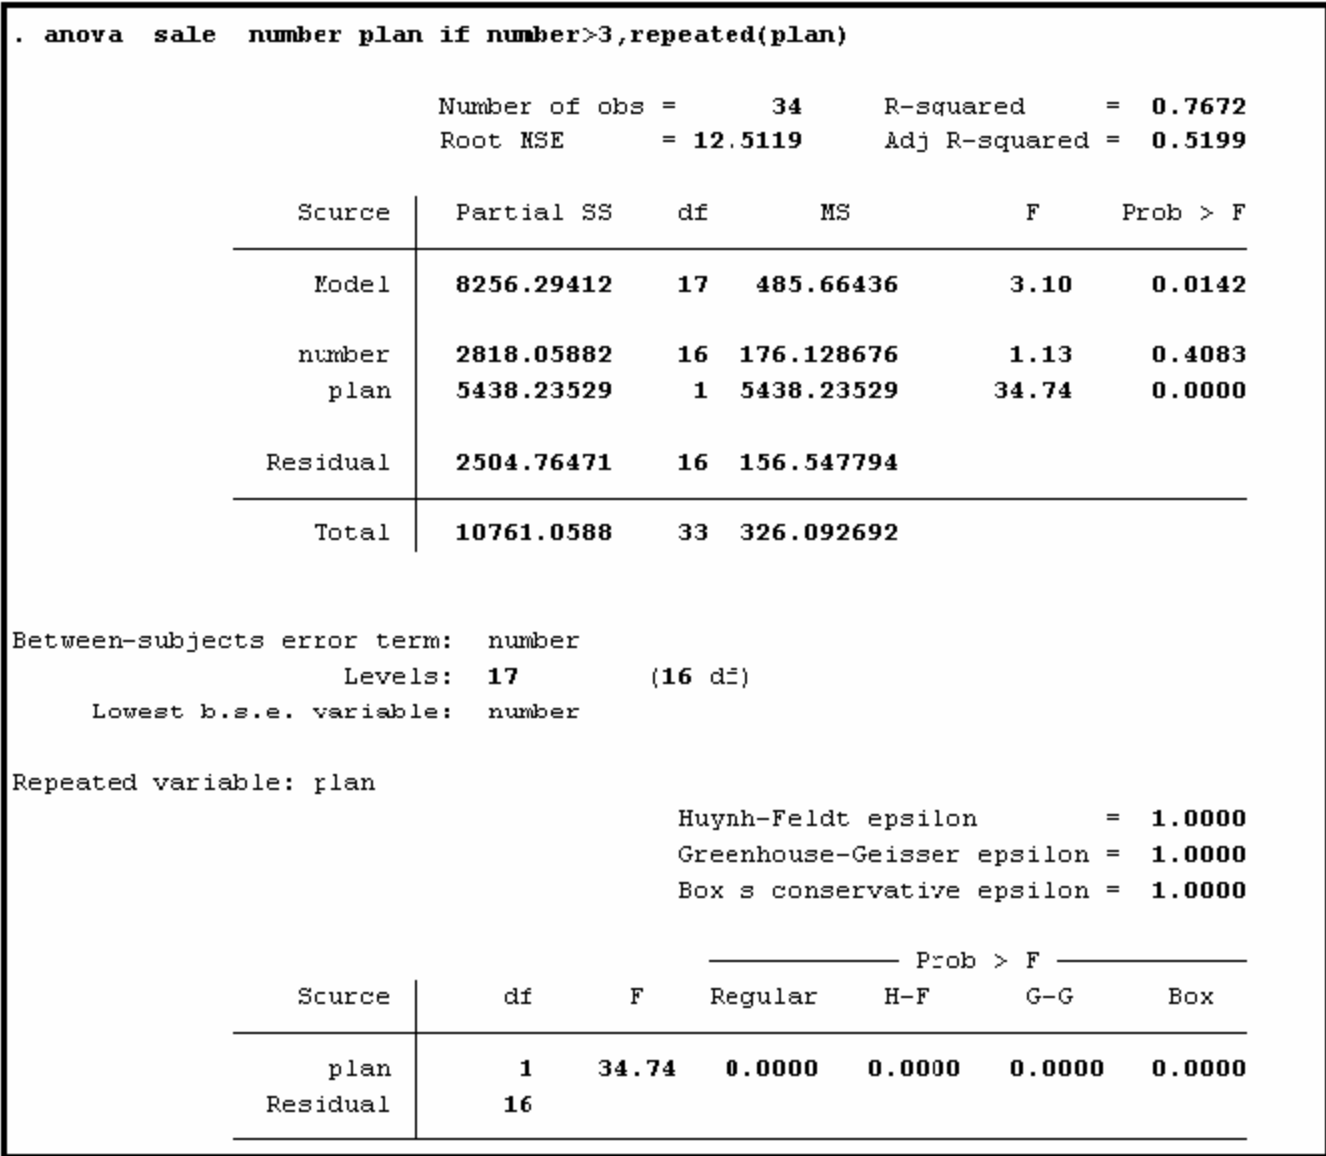 . anova sale number plan if number>3,repeated(plan)
Number of obs = 34 R-squared = 0.7672
Root MSE = 12.5119 Adj R-squared = 0.5199
Source Partial SS df MS F Prob > F
Model 8256.29412 17 485.66436 3.10 0.0142
number 2818.05882 16 176.128676 1.13 0.4083
plan 5438.23529 1 5438.23529 34.74 0.0000
Residual 2504.76471 16 156.547794
Total 10761.0588 33 326.092692
Between-subjects error term: number
Levels: 17 (16 df)
Lowest b.s.e. variable: number
Repeated variable: plan
Huynh-Feldt epsilon = 1.0000
Greenhouse-Geisser epsilon = 1.0000
Box s conservative epsilon = 1.0000
Prob > F
Source df F Regular H-F G-G Box
plan 1 34.74 0.0000 0.0000 0.0000 0.0000
Residual 16